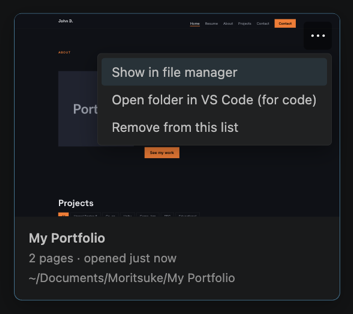 John D.
Home Resume About Projects Contact Contact
ABOUT
Show in file manager
Port
Open folder in VS Code (for code)
Remove from this list
See my work
Projects
My Portfolio
2 pages · opened just now
~/Documents/Moritsuke/My Portfolio